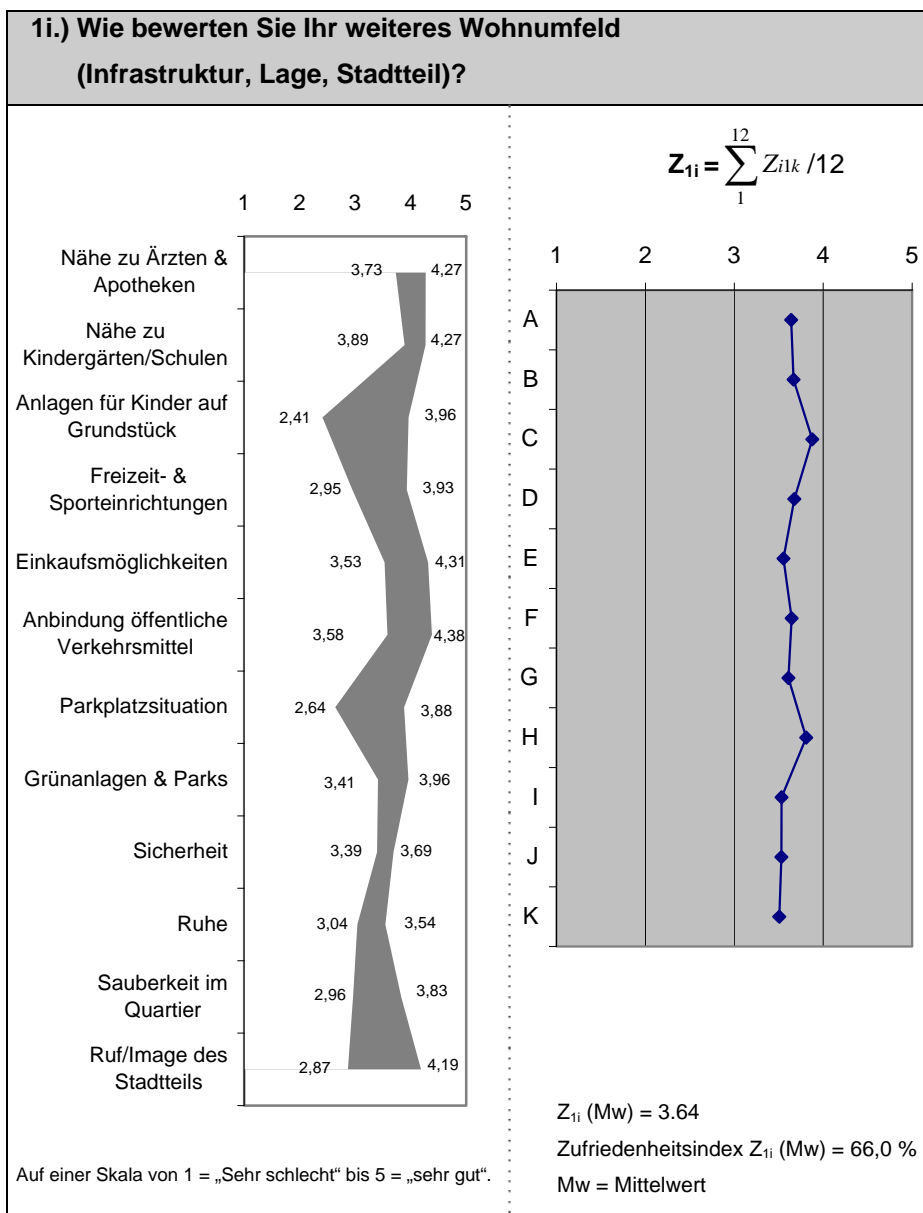 1i.) Wie bewerten Sie Ihr weiteres Wohnumfeld
(Infrastruktur, Lage, Stadtteil)?
1 2 3 4 5
Nähe zu Ärzten &
Apotheken
3,73 4,27
Nähe zu
Kindergärten/Schulen
3,89 4,27
Anlagen für Kinder auf
Grundstück
2,41 3,96
Freizeit- &
Sporteinrichtungen
2,95 3,93
Einkaufsmöglichkeiten 3,53 4,31
Anbindung öffentliche
Verkehrsmittel
3,58 4,38
Parkplatzsituation 2,64 3,88
Grünanlagen & Parks 3,41 3,96
Sicherheit 3,39 3,69
Ruhe 3,04 3,54
Sauberkeit im
Quartier
2,96 3,83
Ruf/Image des
Stadtteils
2,87 4,19
Auf einer Skala von 1 = „Sehr schlecht" bis 5 = „sehr gut".
12
Z1i = ∑ Zi1k /12
1
1 2 3 4 5
A
B
C
D
E
F
G
H
I
J
K
Z1i (Mw) = 3.64
Zufriedenheitsindex Z1i (Mw) = 66,0 %
Mw = Mittelwert